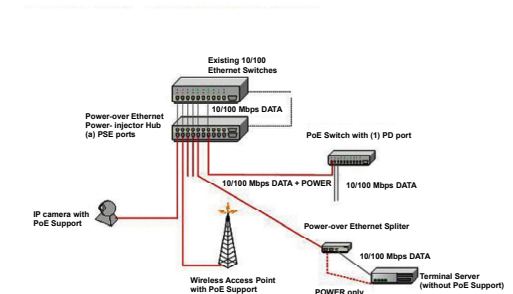 Existing 10/100
Ethernet Switches
10/100 Mbps DATA
Power-over Ethernet
Power- injector Hub
(a) PSE ports
PoE Switch with (1) PD port
10/100 Mbps DATA + POWER
10/100 Mbps DATA
IP camera with
PoE Support
Power-over Ethernet Spliter
10/100 Mbps DATA
Wireless Access Point
with PoE Support
Terminal Server
(without PoE Support)
POWER only